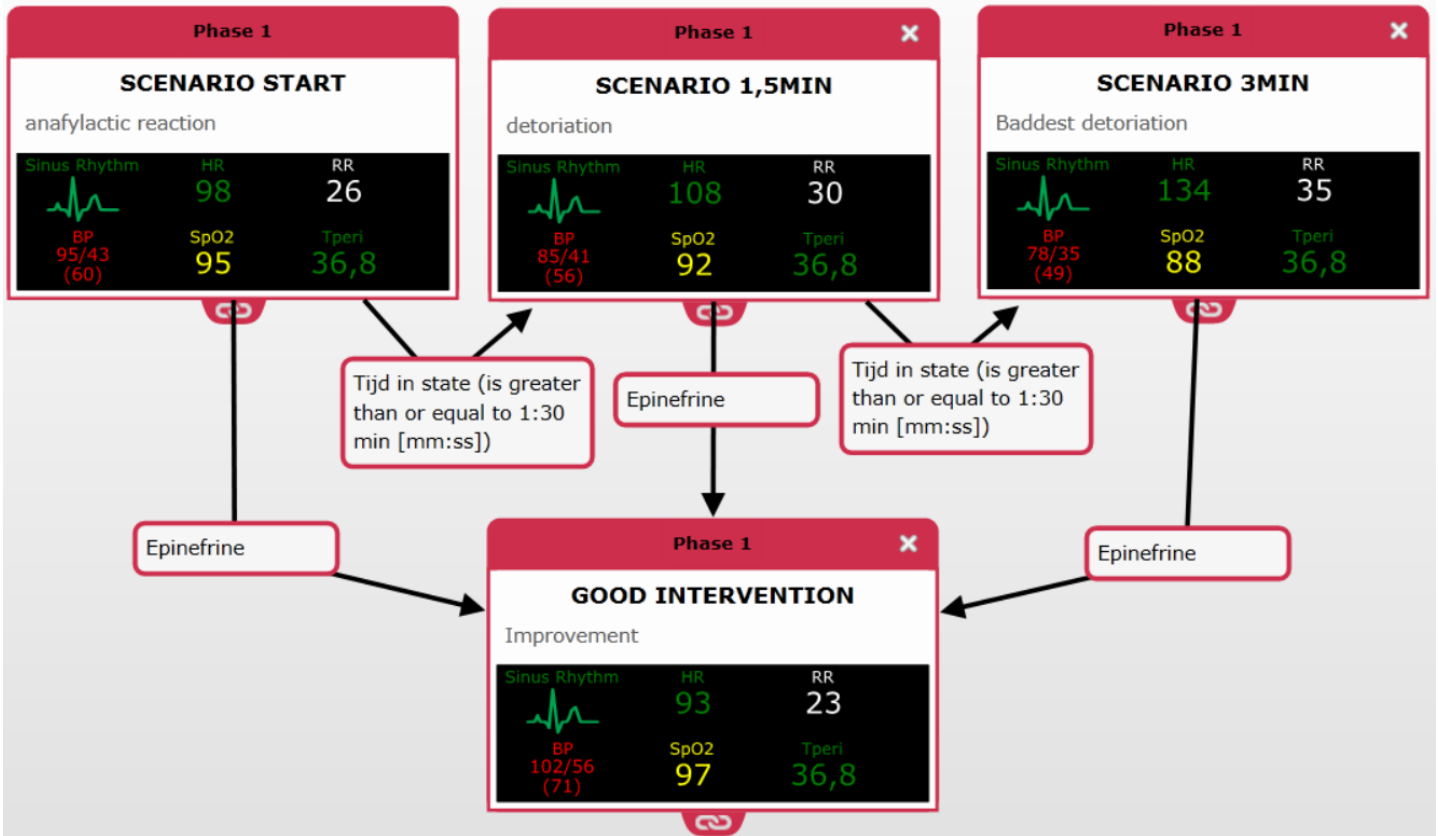 Phase 1
SCENARIO START
anafylactic reaction
Sinus Rhythm HR RR
98 26
BP SpO2 Tperi
95/43 95 36,8
(60)
Phase 1
SCENARIO 1,5MIN
detoriation
Sinus Rhythm HR RR
108 30
BP SpO2 Tperi
85/41 92 36,8
(56)
Phase 1
SCENARIO 3MIN
Baddest detoriation
Sinus Rhythm HR RR
134 35
BP SpO2 Tperi
78/35 88 36,8
(49)
Tijd in state (is greater
than or equal to 1:30
min [mm:ss])
Epinefrine
Tijd in state (is greater
than or equal to 1:30
min [mm:ss])
Epinefrine
Epinefrine
Phase 1
GOOD INTERVENTION
Improvement
Sinus Rhythm HR RR
93 23
BP SpO2 Tperi
102/56 97 36,8
(71)